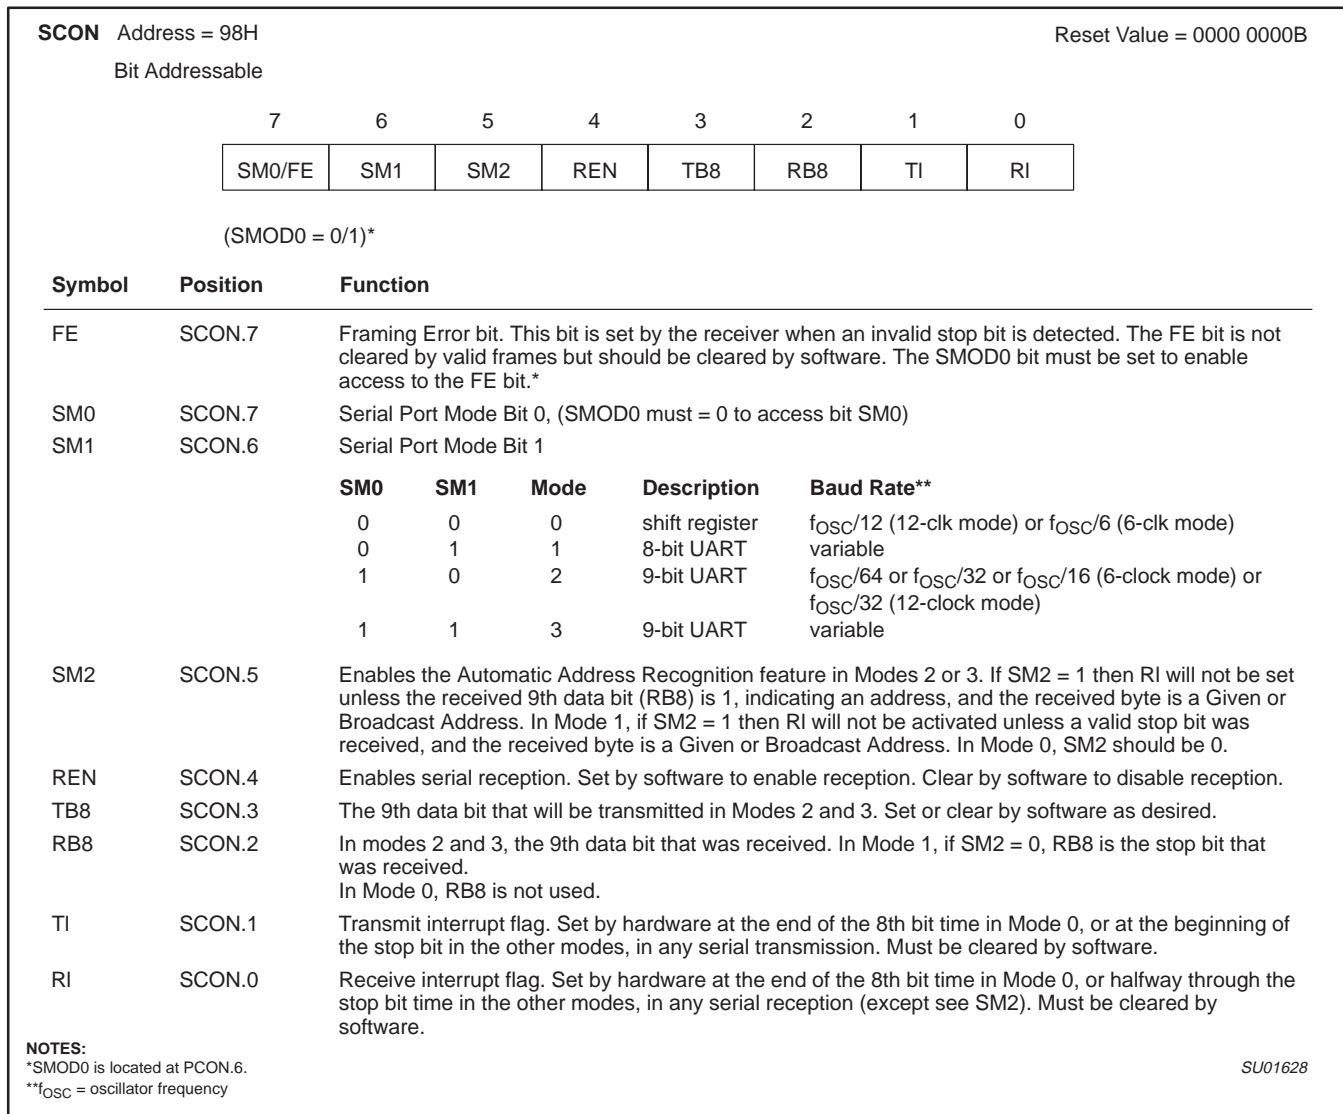 SCON Address = 98H Reset Value = 0000 0000B
Bit Addressable
7 6 5 4 3 2 1 0
SM0/FE SM1 SM2 REN TB8 RB8 TI RI
(SMOD0 = 0/1)*
Symbol Position Function
FE SCON.7 Framing Error bit. This bit is set by the receiver when an invalid stop bit is detected. The FE bit is not
cleared by valid frames but should be cleared by software. The SMOD0 bit must be set to enable
access to the FE bit.*
SM0 SCON.7 Serial Port Mode Bit 0, (SMOD0 must = 0 to access bit SM0)
SM1 SCON.6 Serial Port Mode Bit 1
SM0 SM1 Mode Description Baud Rate**
0 0 0 shift register fOSC/12 (12-clk mode) or fOSC/6 (6-clk mode)
0 1 1 8-bit UART variable
1 0 2 9-bit UART fOSC/64 or fOSC/32 or fOSC/16 (6-clock mode) or
fOSC/32 (12-clock mode)
1 1 3 9-bit UART variable
SM2 SCON.5 Enables the Automatic Address Recognition feature in Modes 2 or 3. If SM2 = 1 then RI will not be set
unless the received 9th data bit (RB8) is 1, indicating an address, and the received byte is a Given or
Broadcast Address. In Mode 1, if SM2 = 1 then RI will not be activated unless a valid stop bit was
received, and the received byte is a Given or Broadcast Address. In Mode 0, SM2 should be 0.
REN SCON.4 Enables serial reception. Set by software to enable reception. Clear by software to disable reception.
TB8 SCON.3 The 9th data bit that will be transmitted in Modes 2 and 3. Set or clear by software as desired.
RB8 SCON.2 In modes 2 and 3, the 9th data bit that was received. In Mode 1, if SM2 = 0, RB8 is the stop bit that
was received.
In Mode 0, RB8 is not used.
TI SCON.1 Transmit interrupt flag. Set by hardware at the end of the 8th bit time in Mode 0, or at the beginning of
the stop bit in the other modes, in any serial transmission. Must be cleared by software.
RI SCON.0 Receive interrupt flag. Set by hardware at the end of the 8th bit time in Mode 0, or halfway through the
stop bit time in the other modes, in any serial reception (except see SM2). Must be cleared by
software.
NOTES:
*SMOD0 is located at PCON.6. SU01628
**fOSC = oscillator frequency